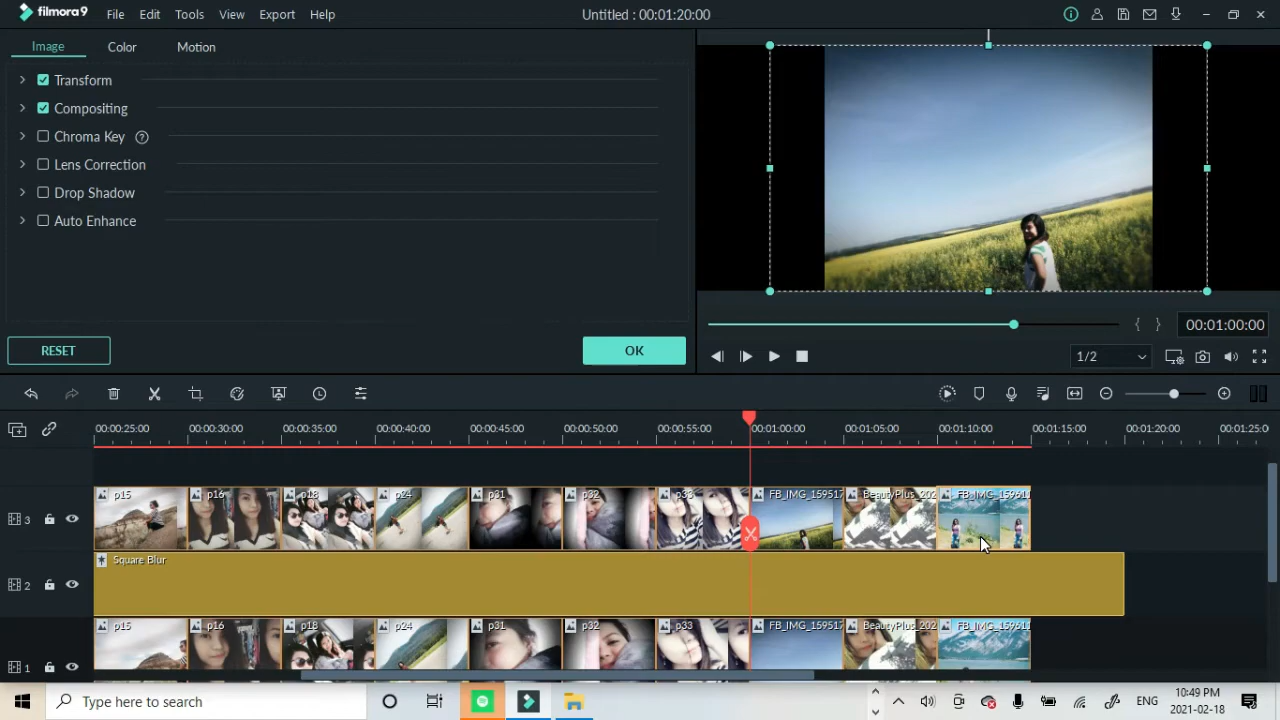 filmora9 File Edit Tools View Export Help Untitled : 00:01:20:00
Image Color Motion
Transform
Compositing
Chroma Key ?
Lens Correction
Drop Shadow
Auto Enhance
RESET OK
{ } 00:01:00:00
1/2
00:00:25:00 00:00:30:00 00:00:35:00 00:00:40:00 00:00:45:00 00:00:50:00 00:00:55:00 00:01:00:00 00:01:05:00 00:01:10:00 00:01:15:00 00:01:20:00 00:01:25:0
p15 p16 p18 p24 p31 p32 p33 FB_IMG_159517 BeautyPlus_202 FB_IMG_159617
3
Square Blur
2
p15 p16 p18 p24 p31 p32 p33 FB_IMG_159517 BeautyPlus_202 FB_IMG_15961
1
Type here to search ENG 10:49 PM
2021-02-18